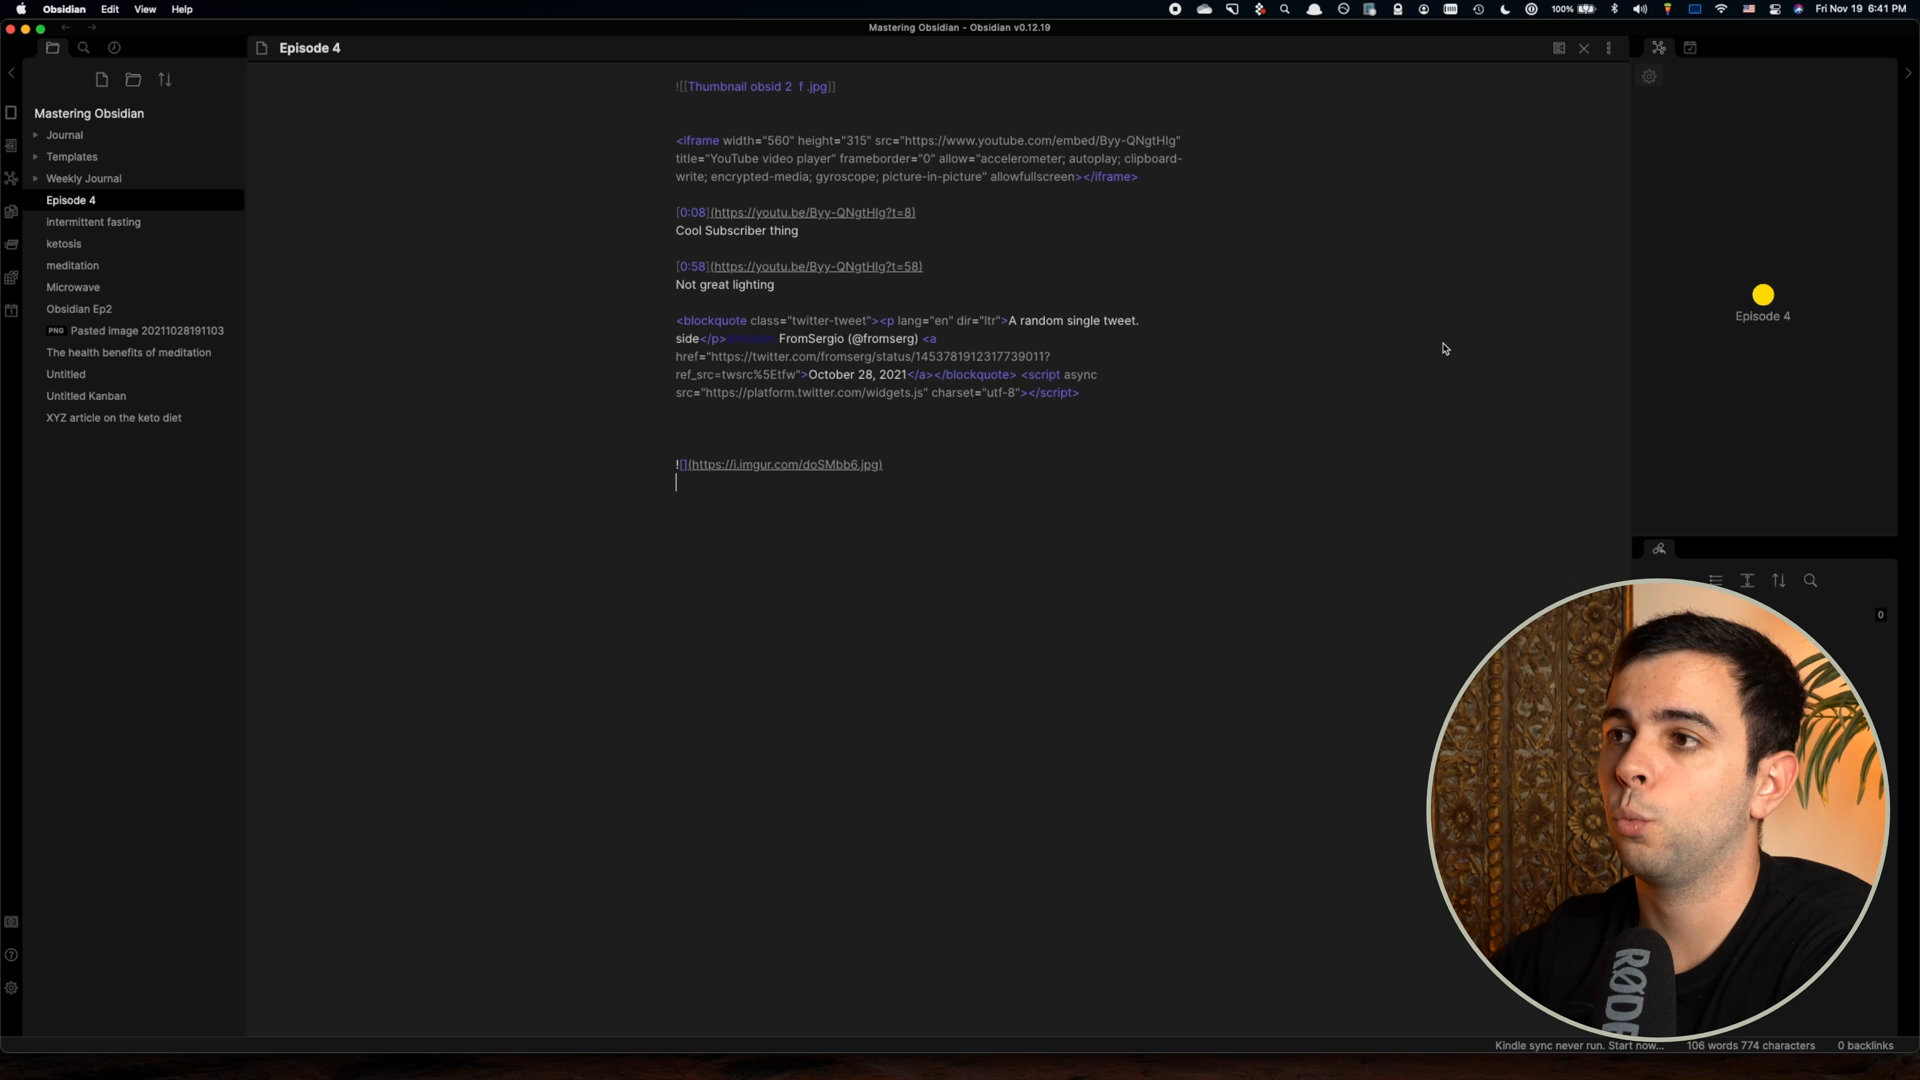 Obsidian Edit View Help
100%
Fri Nov 19 6:41 PM
Mastering Obsidian - Obsidian v0.12.19
Episode 4
Mastering Obsidian
Journal
Templates
Weekly Journal
Episode 4
intermittent fasting
ketosis
meditation
Microwave
Obsidian Ep2
PNG Pasted image 20211028191103
The health benefits of meditation
Untitled
Untitled Kanban
XYZ article on the keto diet
![[Thumbnail obsid 2 f .jpg]]
<iframe width="560" height="315" src="https://www.youtube.com/embed/Byy-QNgtHIg"
title="YouTube video player" frameborder="0" allow="accelerometer; autoplay; clipboard-
write; encrypted-media; gyroscope; picture-in-picture" allowfullscreen></iframe>
[0:08](https://youtu.be/Byy-QNgtHIg?t=8)
Cool Subscriber thing
[0:58](https://youtu.be/Byy-QNgtHIg?t=58)
Not great lighting
<blockquote class="twitter-tweet"><p lang="en" dir="ltr">A random single tweet.
side</p> FromSergio (@fromserg) <a
href="https://twitter.com/fromserg/status/1453781912317739011?
ref_src=twsrc%5Etfw">October 28, 2021</a></blockquote> <script async
src="https://platform.twitter.com/widgets.js" charset="utf-8"></script>
![](https://i.imgur.com/doSMbb6.jpg)
Episode 4
0
RØDE
Kindle sync never run. Start now...
106 words 774 characters
0 backlinks